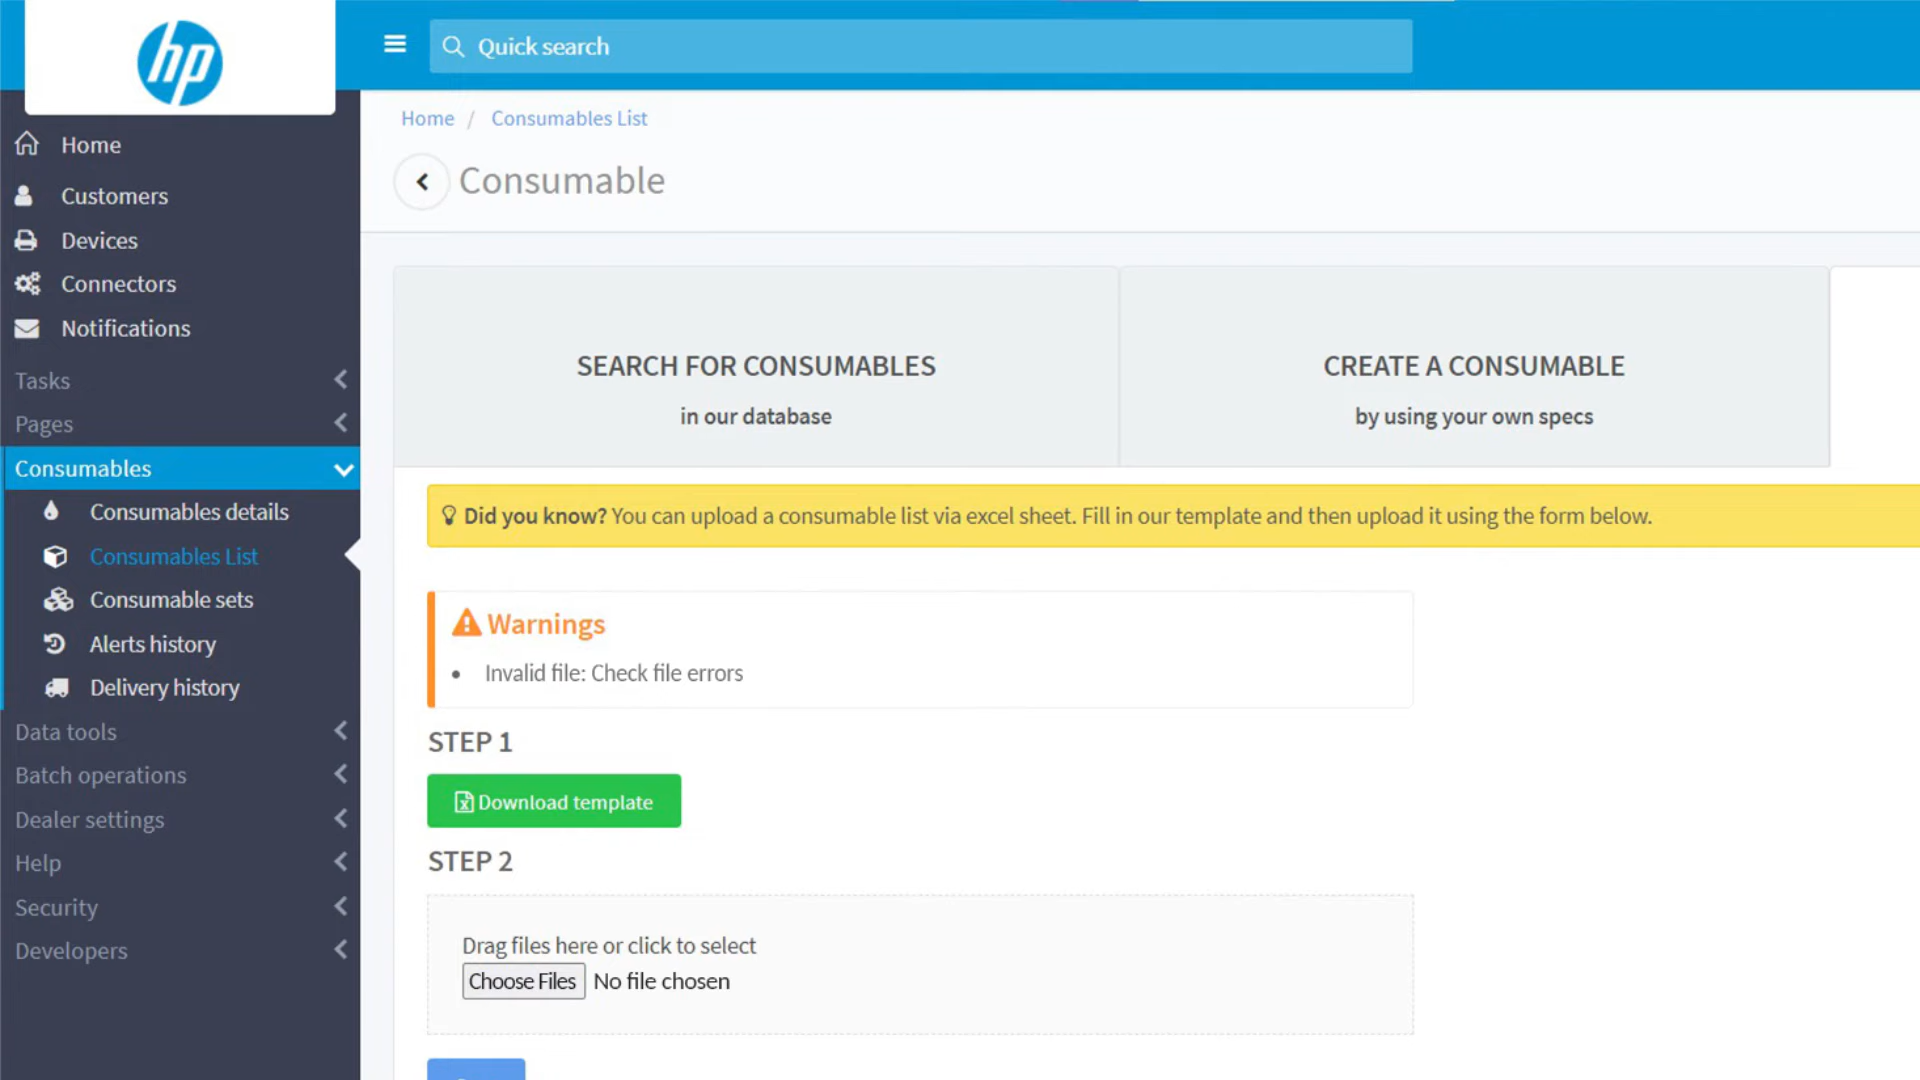 hp
Quick search
Home / Consumables List
Consumable
Home
Customers
Devices
Connectors
Notifications
Tasks
Pages
Consumables
Consumables details
Consumables List
Consumable sets
Alerts history
Delivery history
Data tools
Batch operations
Dealer settings
Help
Security
Developers
SEARCH FOR CONSUMABLES
in our database
CREATE A CONSUMABLE
by using your own specs
Did you know? You can upload a consumable list via excel sheet. Fill in our template and then upload it using the form below.
Warnings
• Invalid file: Check file errors
STEP 1
Download template
STEP 2
Drag files here or click to select
Choose Files No file chosen